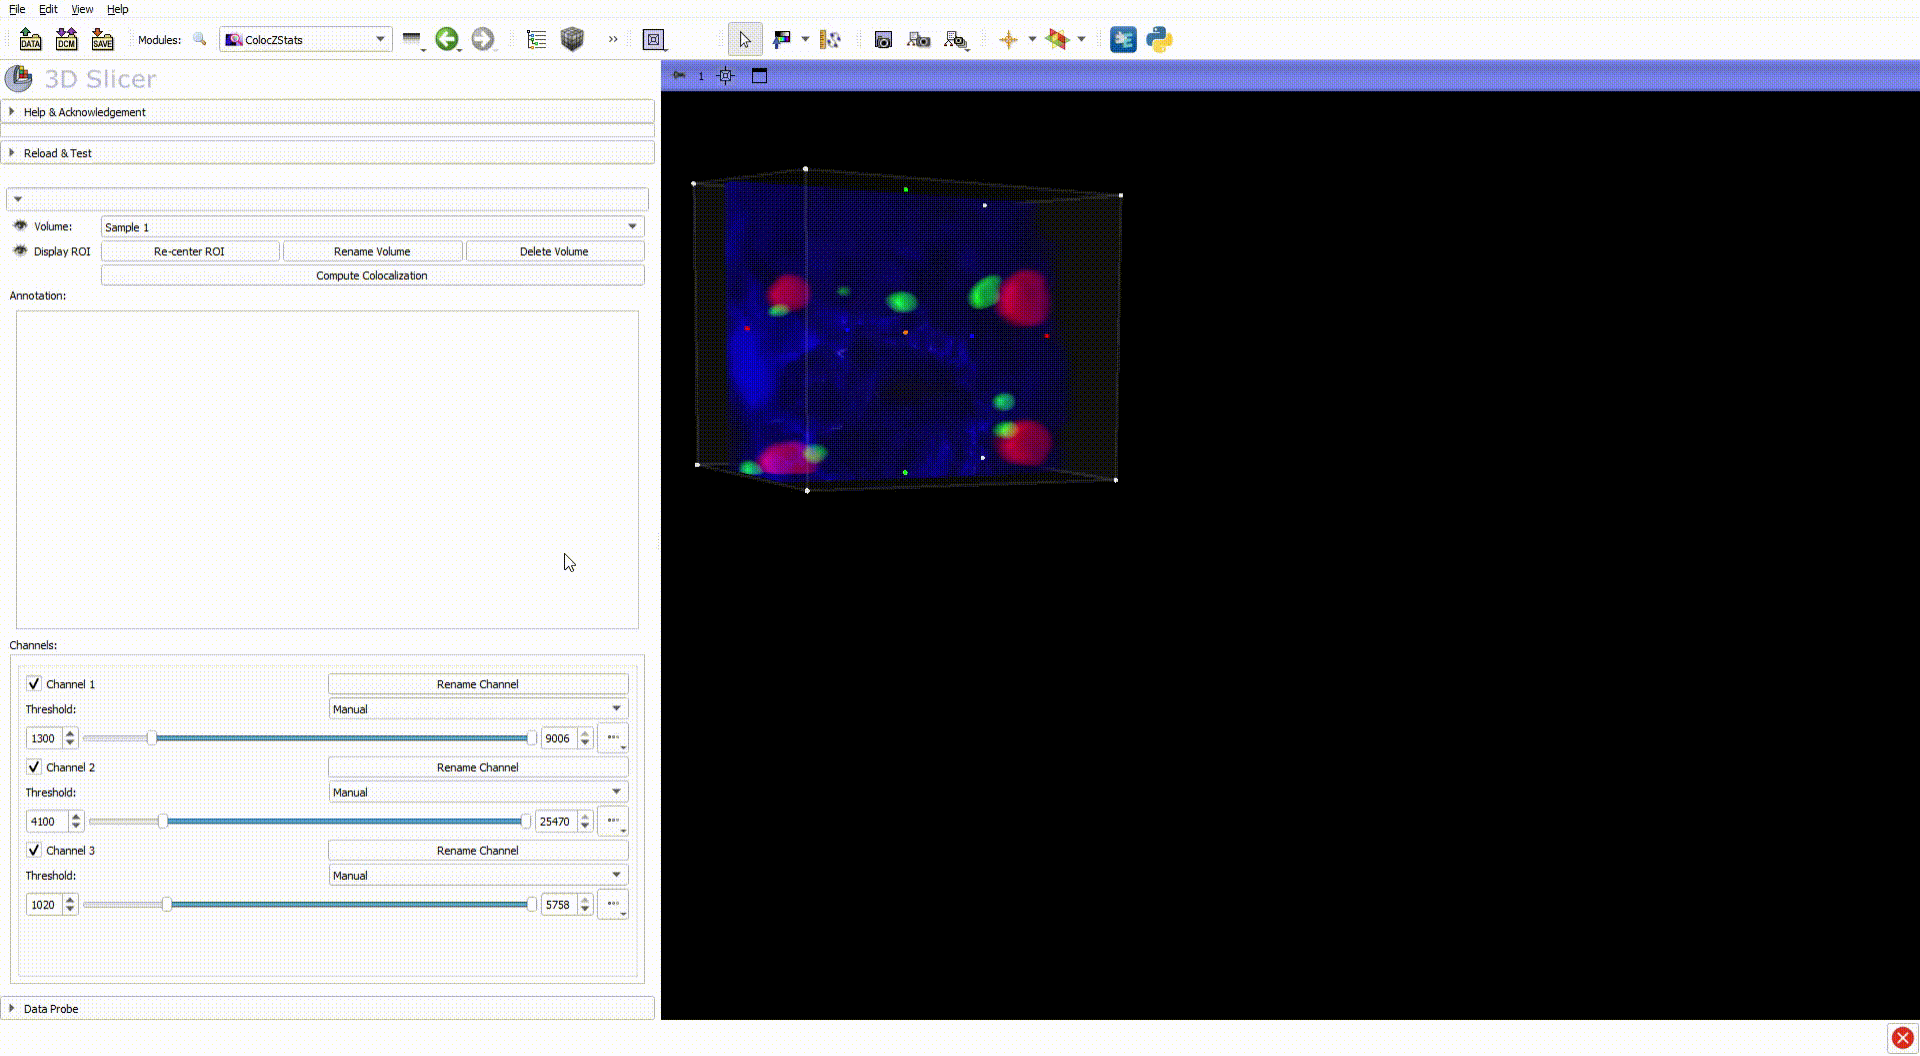 File Edit View Help
DATA DCM SAVE Modules: ColocZStats »
3D Slicer
1
Help & Acknowledgement
Reload & Test
Volume: Sample 1
Display ROI Re-center ROI Rename Volume Delete Volume
Compute Colocalization
Annotation:
Channels:
Channel 1 Rename Channel
Threshold: Manual
1300 9006 ...
Channel 2 Rename Channel
Threshold: Manual
4100 25470 ...
Channel 3 Rename Channel
Threshold: Manual
1020 5758 ...
Data Probe